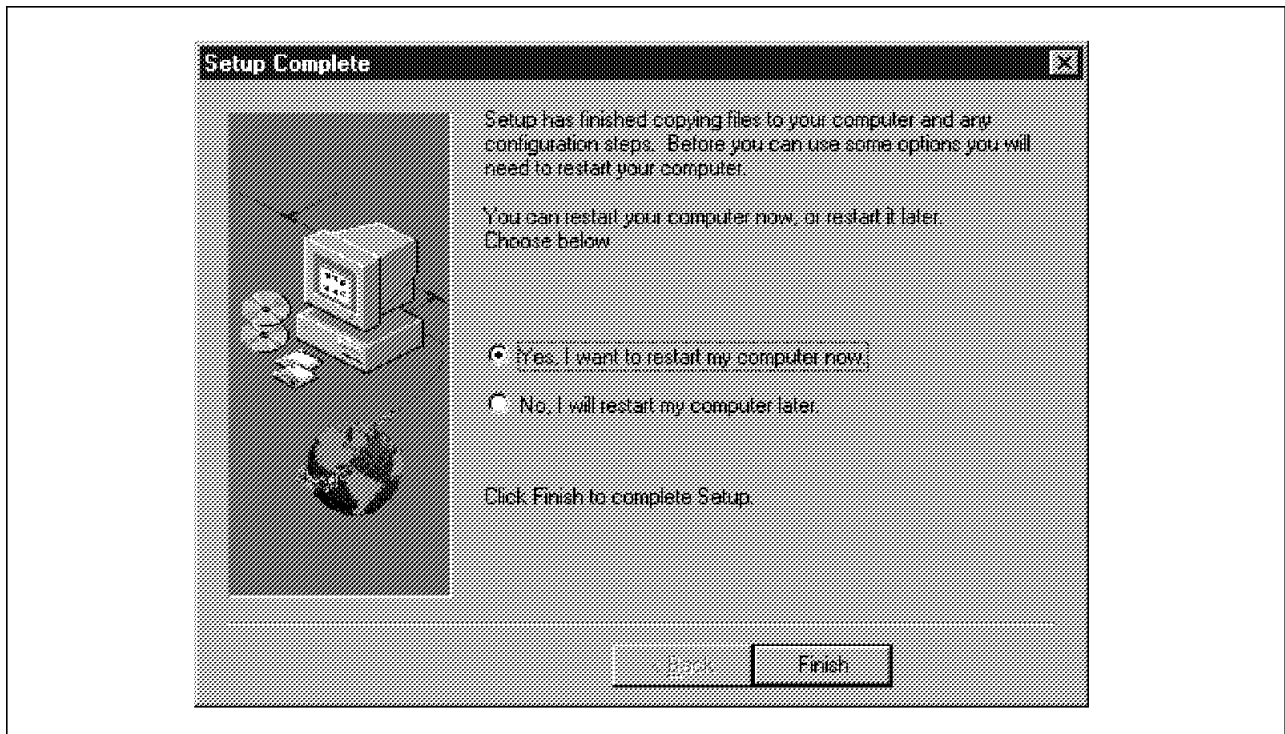 Setup Complete
Setup has finished copying files to your computer and any
configuration steps.  Before you can use some options you will
need to restart your computer.
You can restart your computer now, or restart it later.
Choose below.
Yes, I want to restart my computer now.
No, I will restart my computer later.
Click Finish to complete Setup.
< Back
Finish